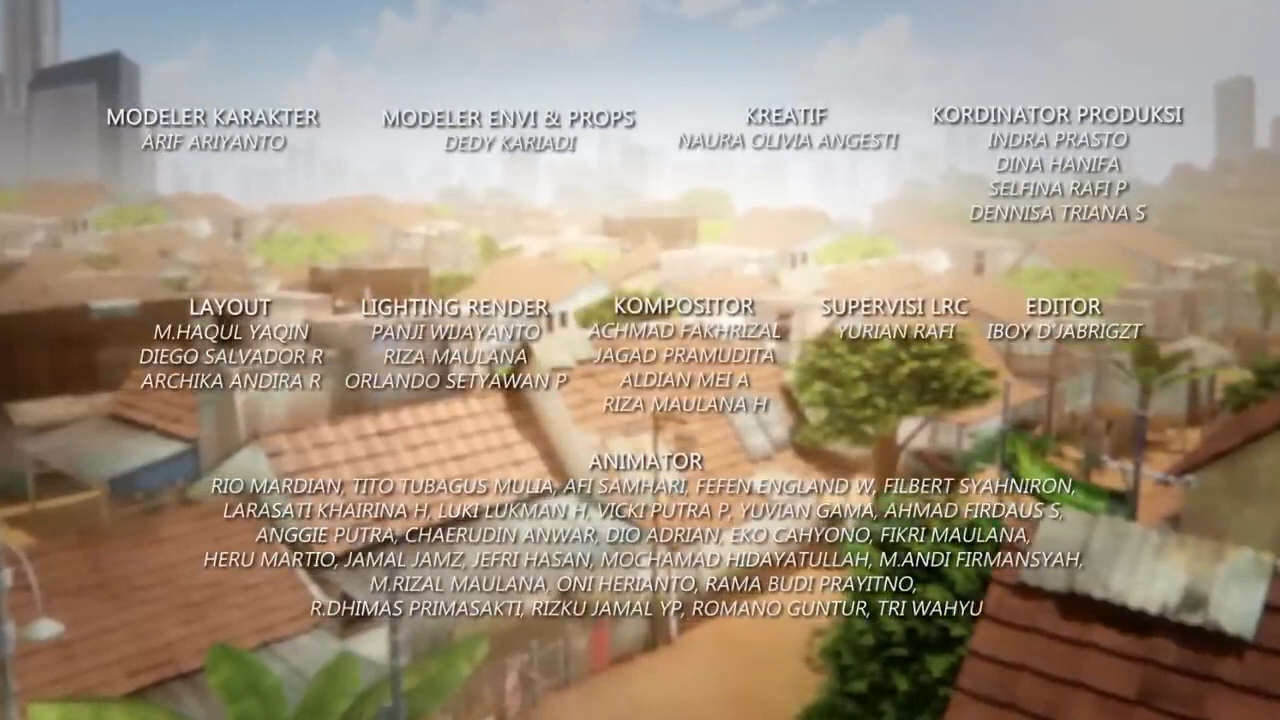 MODELER KARAKTER
ARIF ARIYANTO
MODELER ENVI & PROPS
DEDY KARIADI
KREATIF
NAURA OLIVIA ANGESTI
KORDINATOR PRODUKSI
INDRA PRASTO
DINA HANIFA
SELFINA RAFI P
DENNISA TRIANA S
LAYOUT
M.HAQUL YAQIN
DIEGO SALVADOR R
ARCHIKA ANDIRA R
LIGHTING RENDER
PANJI WIJAYANTO
RIZA MAULANA
ORLANDO SETYAWAN P
KOMPOSITOR
ACHMAD FAKHRIZAL
JAGAD PRAMUDITA
ALDIAN MEI A
RIZA MAULANA H
SUPERVISI LRC
YURIAN RAFI
EDITOR
IBOY D'JABRIGZT
ANIMATOR
RIO MARDIAN, TITO TUBAGUS MULIA, AFI SAMHARI, FEFEN ENGLAND W, FILBERT SYAHNIRON,
LARASATI KHAIRINA H, LUKI LUKMAN H, VICKI PUTRA P, YUVIAN GAMA, AHMAD FIRDAUS S,
ANGGIE PUTRA, CHAERUDIN ANWAR, DIO ADRIAN, EKO CAHYONO, FIKRI MAULANA,
HERU MARTIO, JAMAL JAMZ, JEFRI HASAN, MOCHAMAD HIDAYATULLAH, M.ANDI FIRMANSYAH,
M.RIZAL MAULANA, ONI HERIANTO, RAMA BUDI PRAYITNO,
R.DHIMAS PRIMASAKTI, RIZKU JAMAL YP, ROMANO GUNTUR, TRI WAHYU